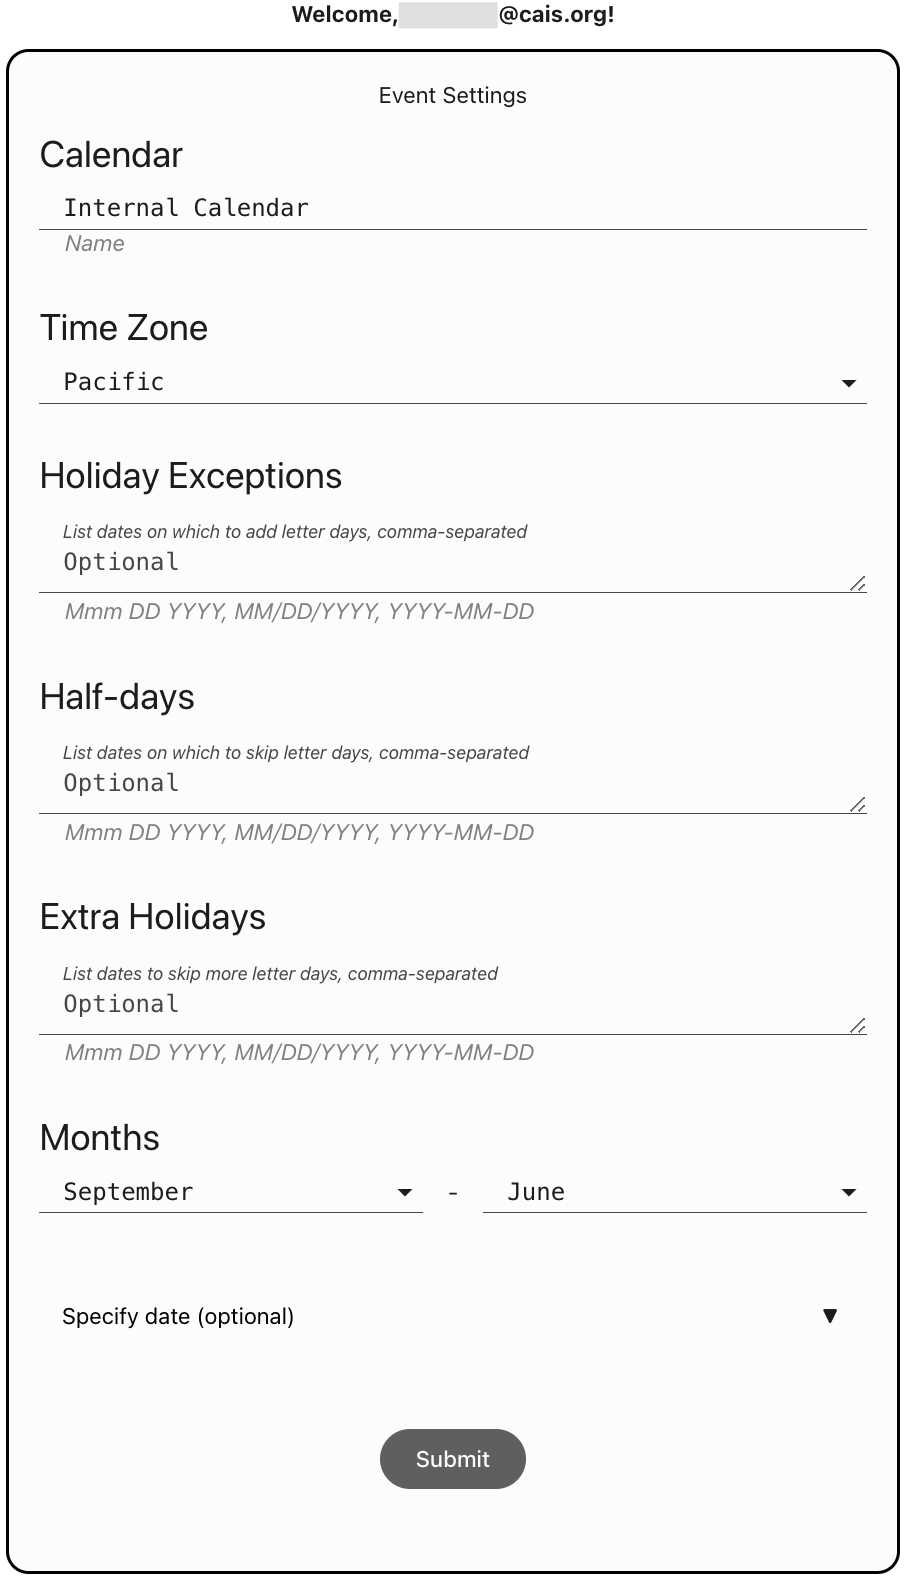 Welcome, @cais.org!
Event Settings
Calendar
Internal Calendar
Name
Time Zone
Pacific
Holiday Exceptions
List dates on which to add letter days, comma-separated
Optional
Mmm DD YYYY, MM/DD/YYYY, YYYY-MM-DD
Half-days
List dates on which to skip letter days, comma-separated
Optional
Mmm DD YYYY, MM/DD/YYYY, YYYY-MM-DD
Extra Holidays
List dates to skip more letter days, comma-separated
Optional
Mmm DD YYYY, MM/DD/YYYY, YYYY-MM-DD
Months
September - June
Specify date (optional)
Submit